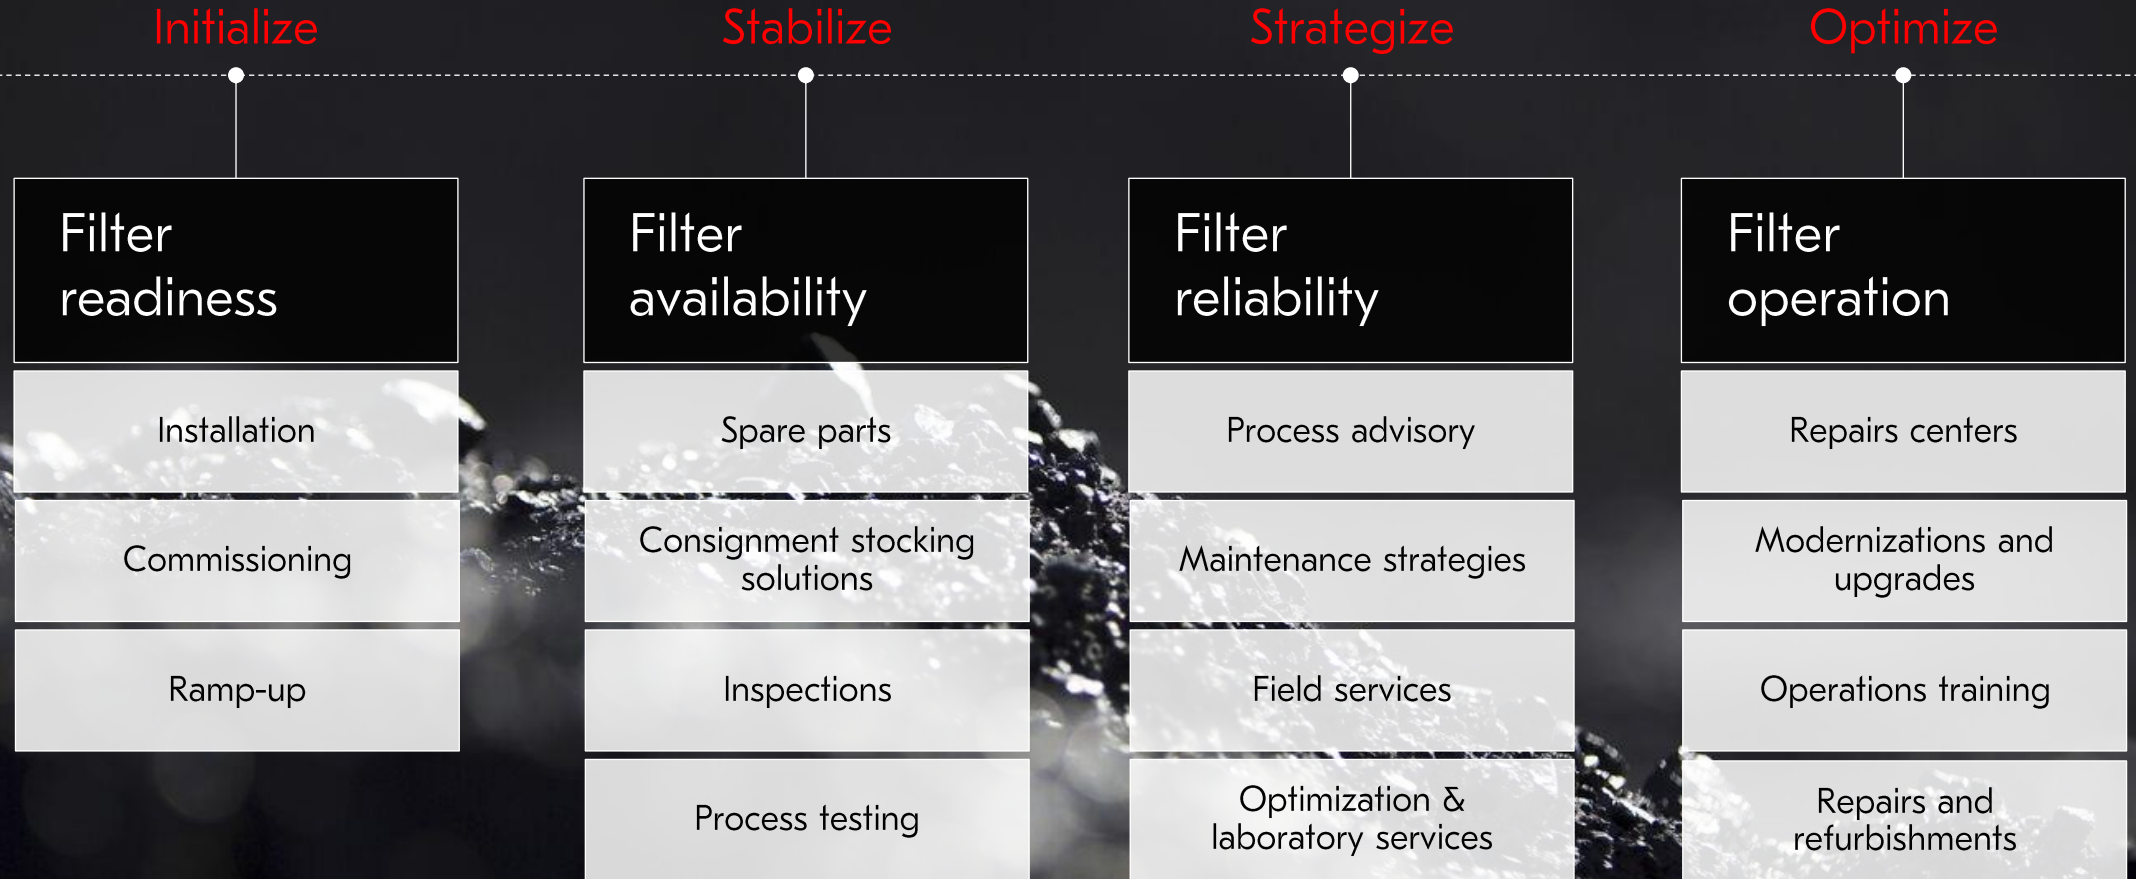 Initialize
Stabilize
Strategize
Optimize
Filter
readiness
Installation
Commissioning
Ramp-up
Filter
availability
Spare parts
Consignment stocking
solutions
Inspections
Process testing
Filter
reliability
Process advisory
Maintenance strategies
Field services
Optimization &
laboratory services
Filter
operation
Repairs centers
Modernizations and
upgrades
Operations training
Repairs and
refurbishments